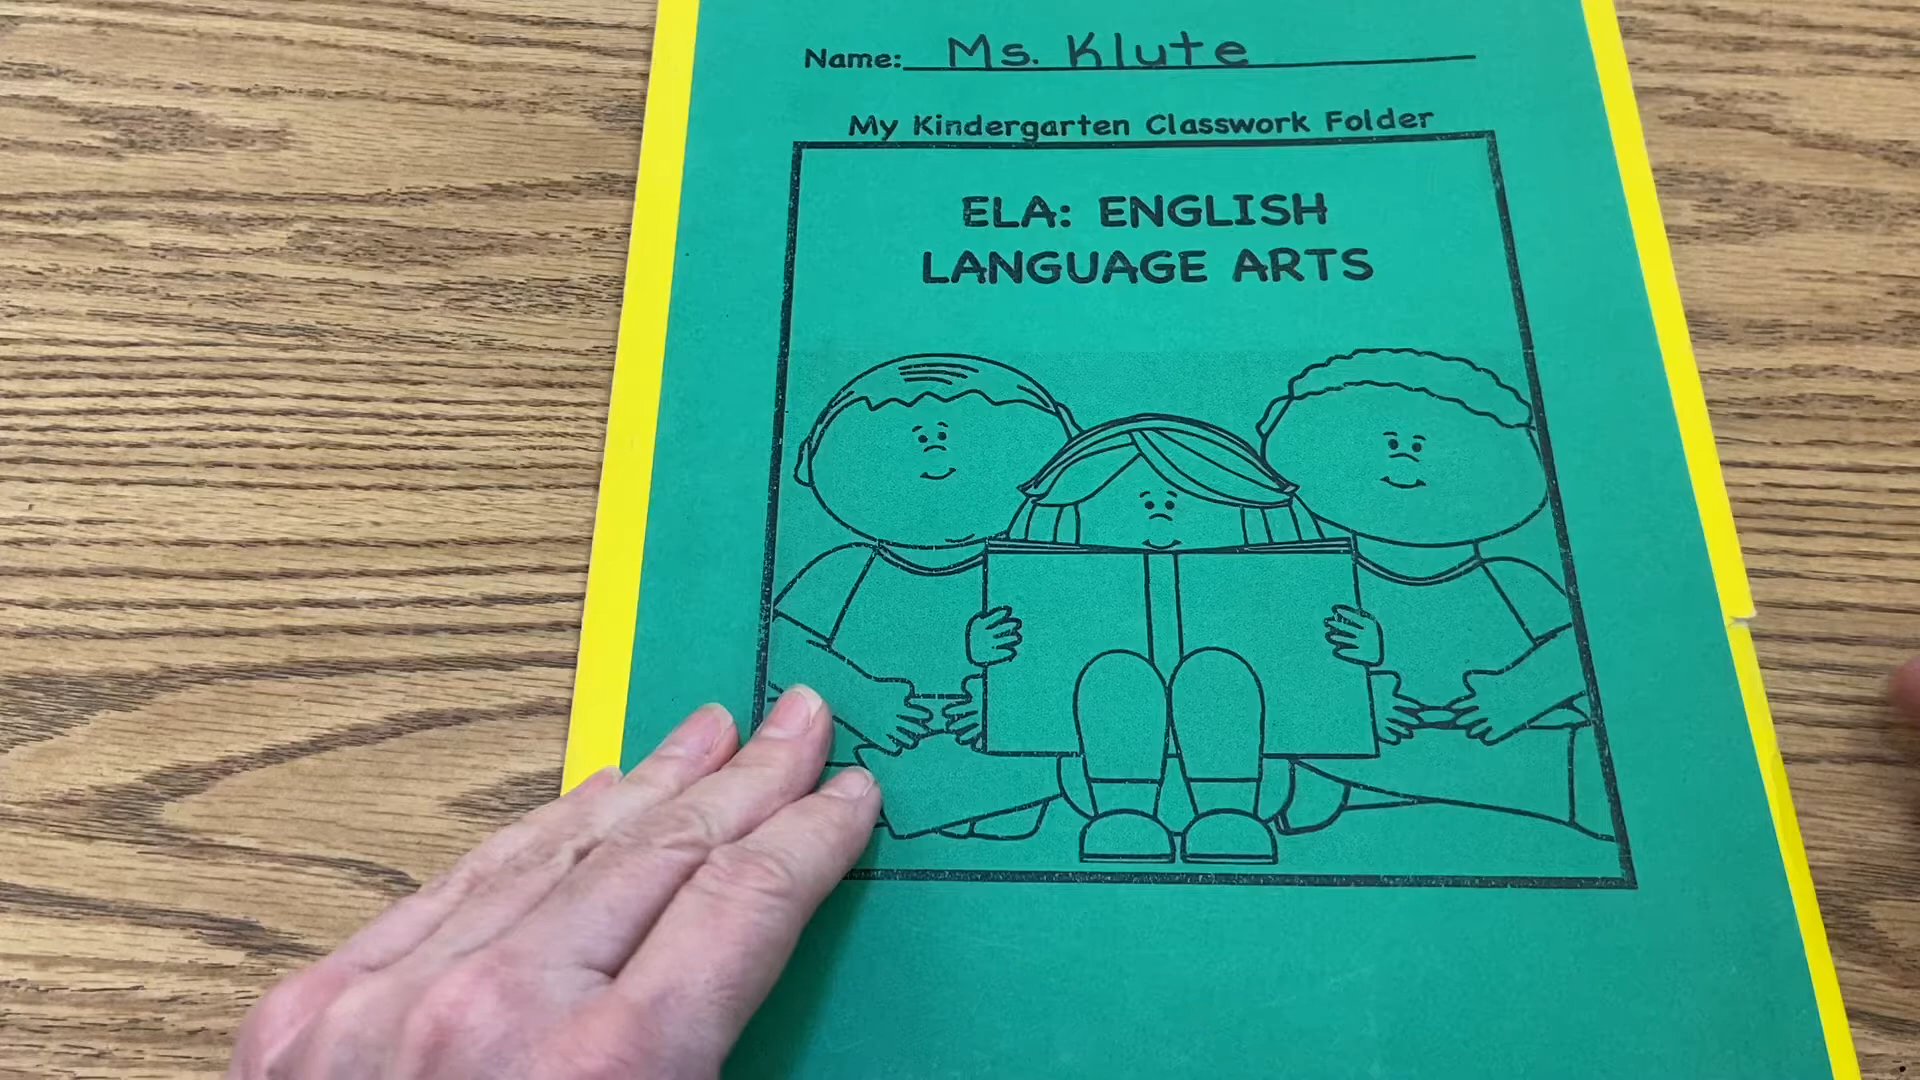 Name: Ms. Klute
My Kindergarten Classwork Folder
ELA: ENGLISH
LANGUAGE ARTS